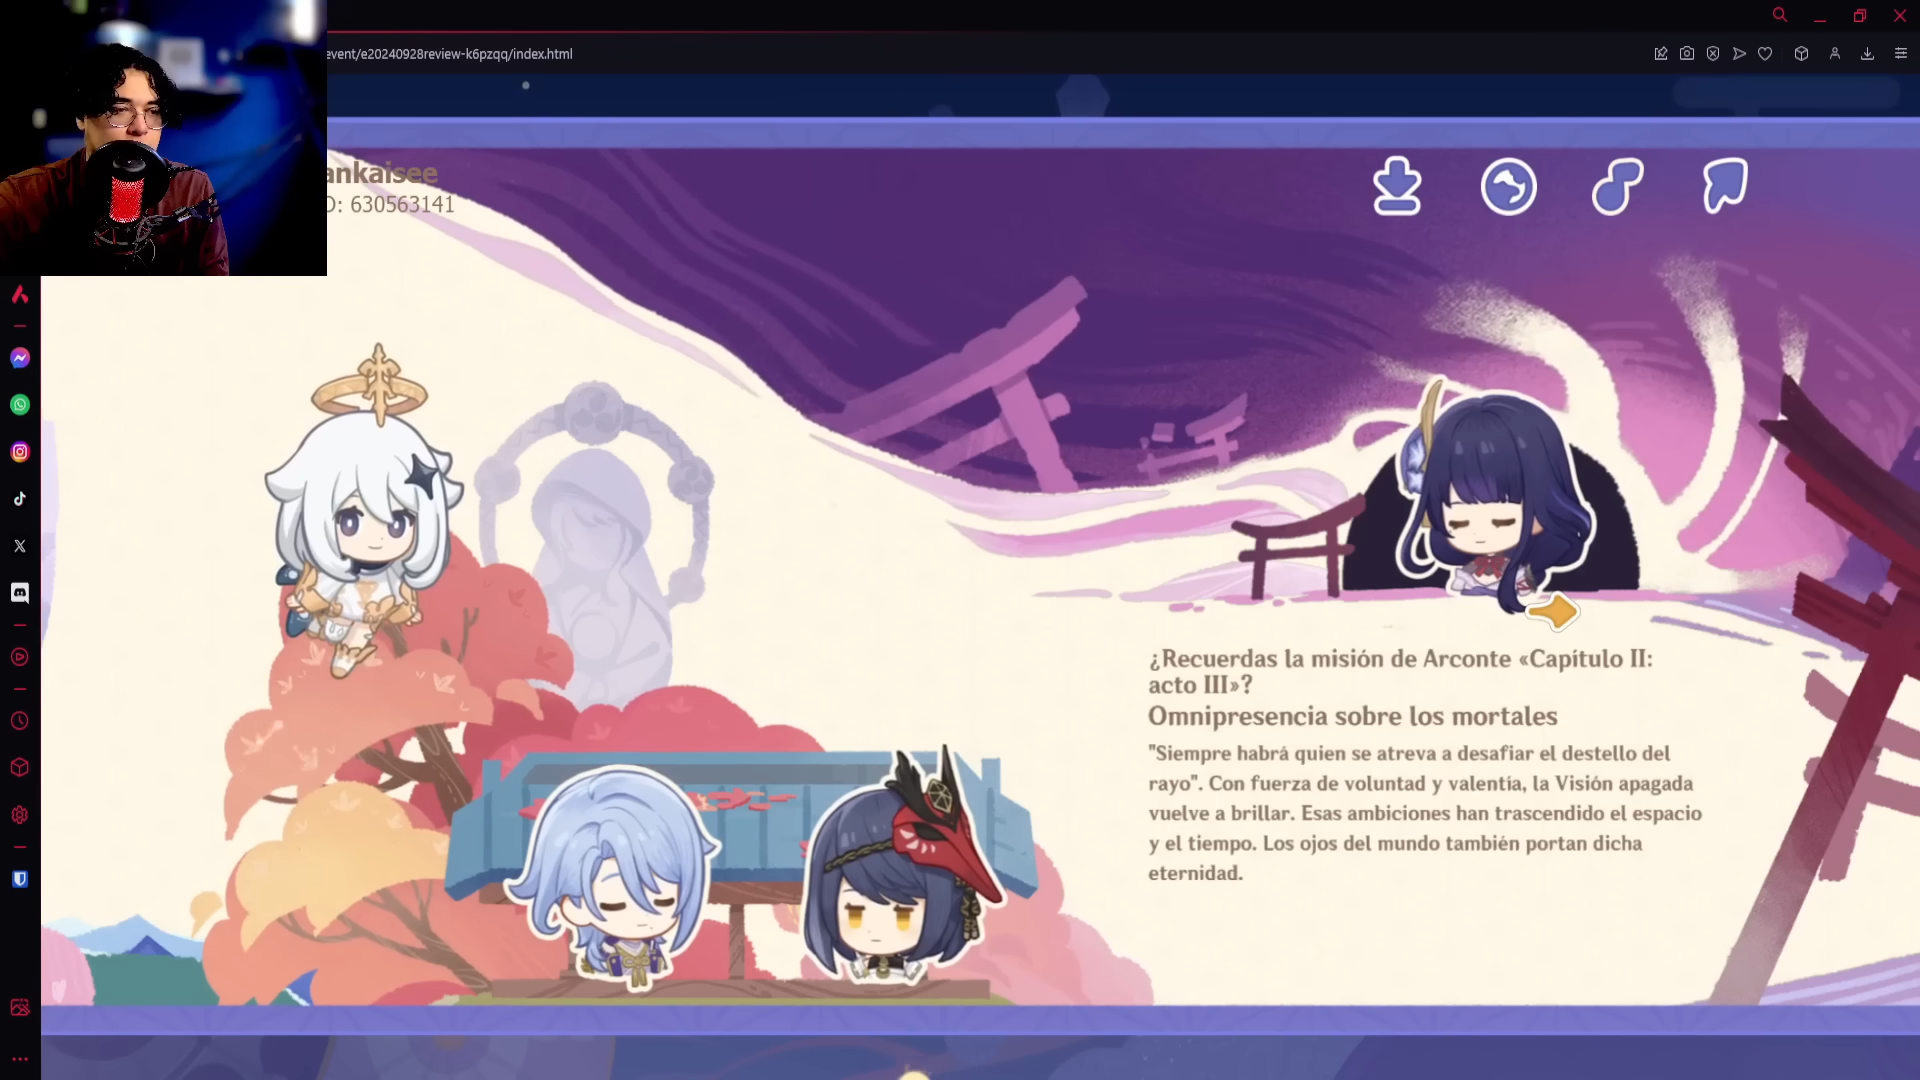 event/e20240928review-k6pzqq/index.html
ankaisee
D: 630563141
¿Recuerdas la misión de Arconte «Capítulo II:
acto III»?
Omnipresencia sobre los mortales
"Siempre habrá quien se atreva a desafiar el destello del
rayo". Con fuerza de voluntad y valentía, la Visión apagada
vuelve a brillar. Esas ambiciones han trascendido el espacio
y el tiempo. Los ojos del mundo también portan dicha
eternidad.